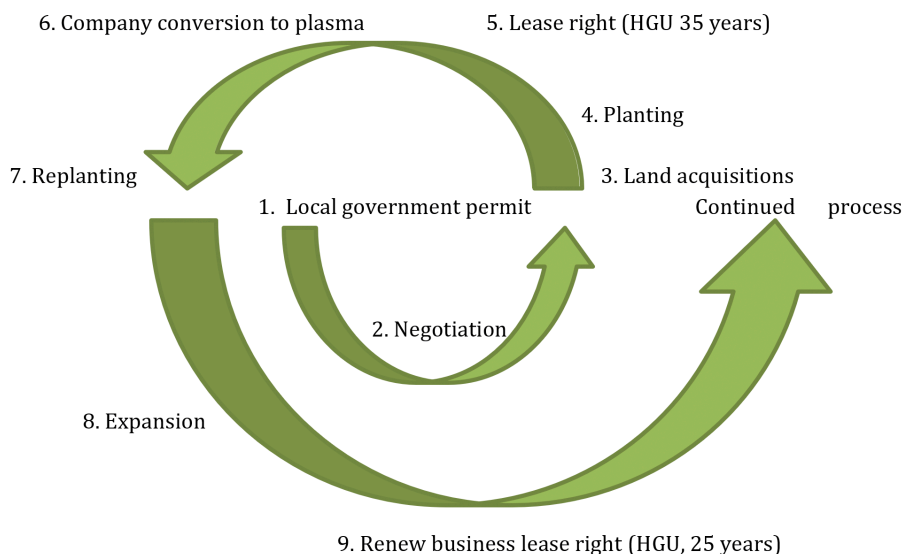 6. Company conversion to plasma
5. Lease right (HGU 35 years)
4. Planting
7. Replanting
3. Land acquisitions
1. Local government permit
Continued process
2. Negotiation
8. Expansion
9. Renew business lease right (HGU, 25 years)